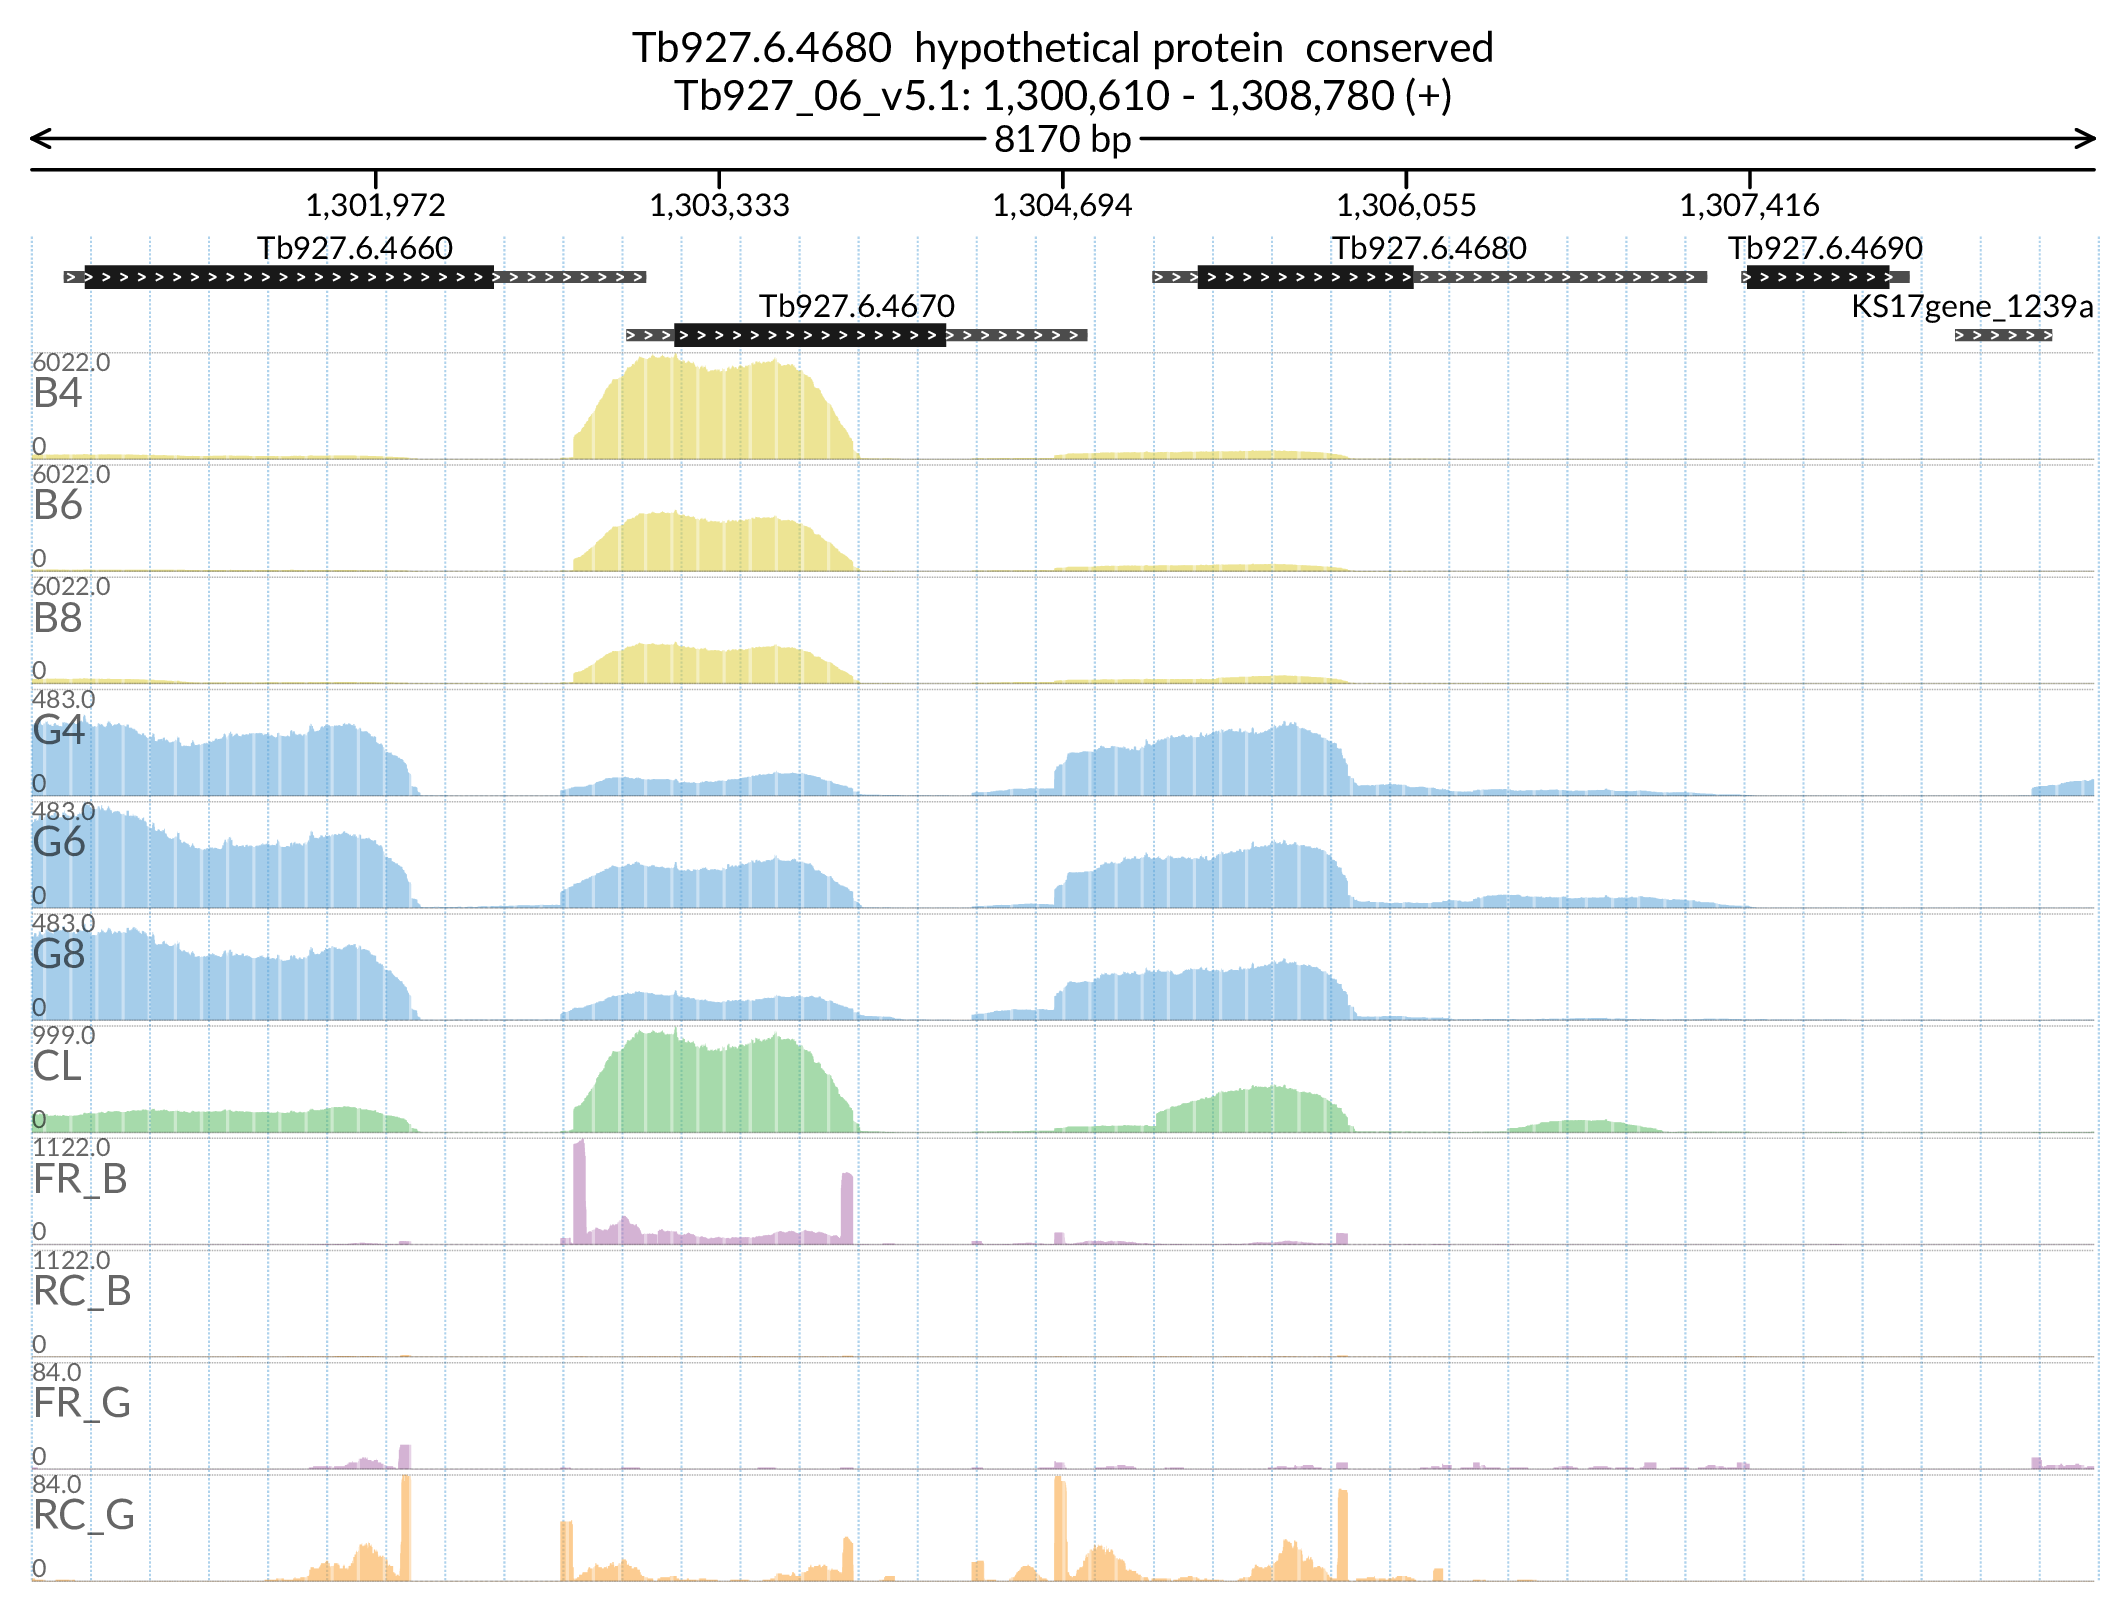 Tb927.6.4680  hypothetical protein  conserved
Tb927_06_v5.1: 1,300,610 - 1,308,780 (+)
8170 bp
1,301,972 1,303,333 1,304,694 1,306,055 1,307,416
Tb927.6.4660 Tb927.6.4680 Tb927.6.4690
Tb927.6.4670 KS17gene_1239a
6022.0
B4
0
6022.0
B6
0
6022.0
B8
0
483.0
G4
0
483.0
G6
0
483.0
G8
0
999.0
CL
0
1122.0
FR_B
0
1122.0
RC_B
0
84.0
FR_G
0
84.0
RC_G
0